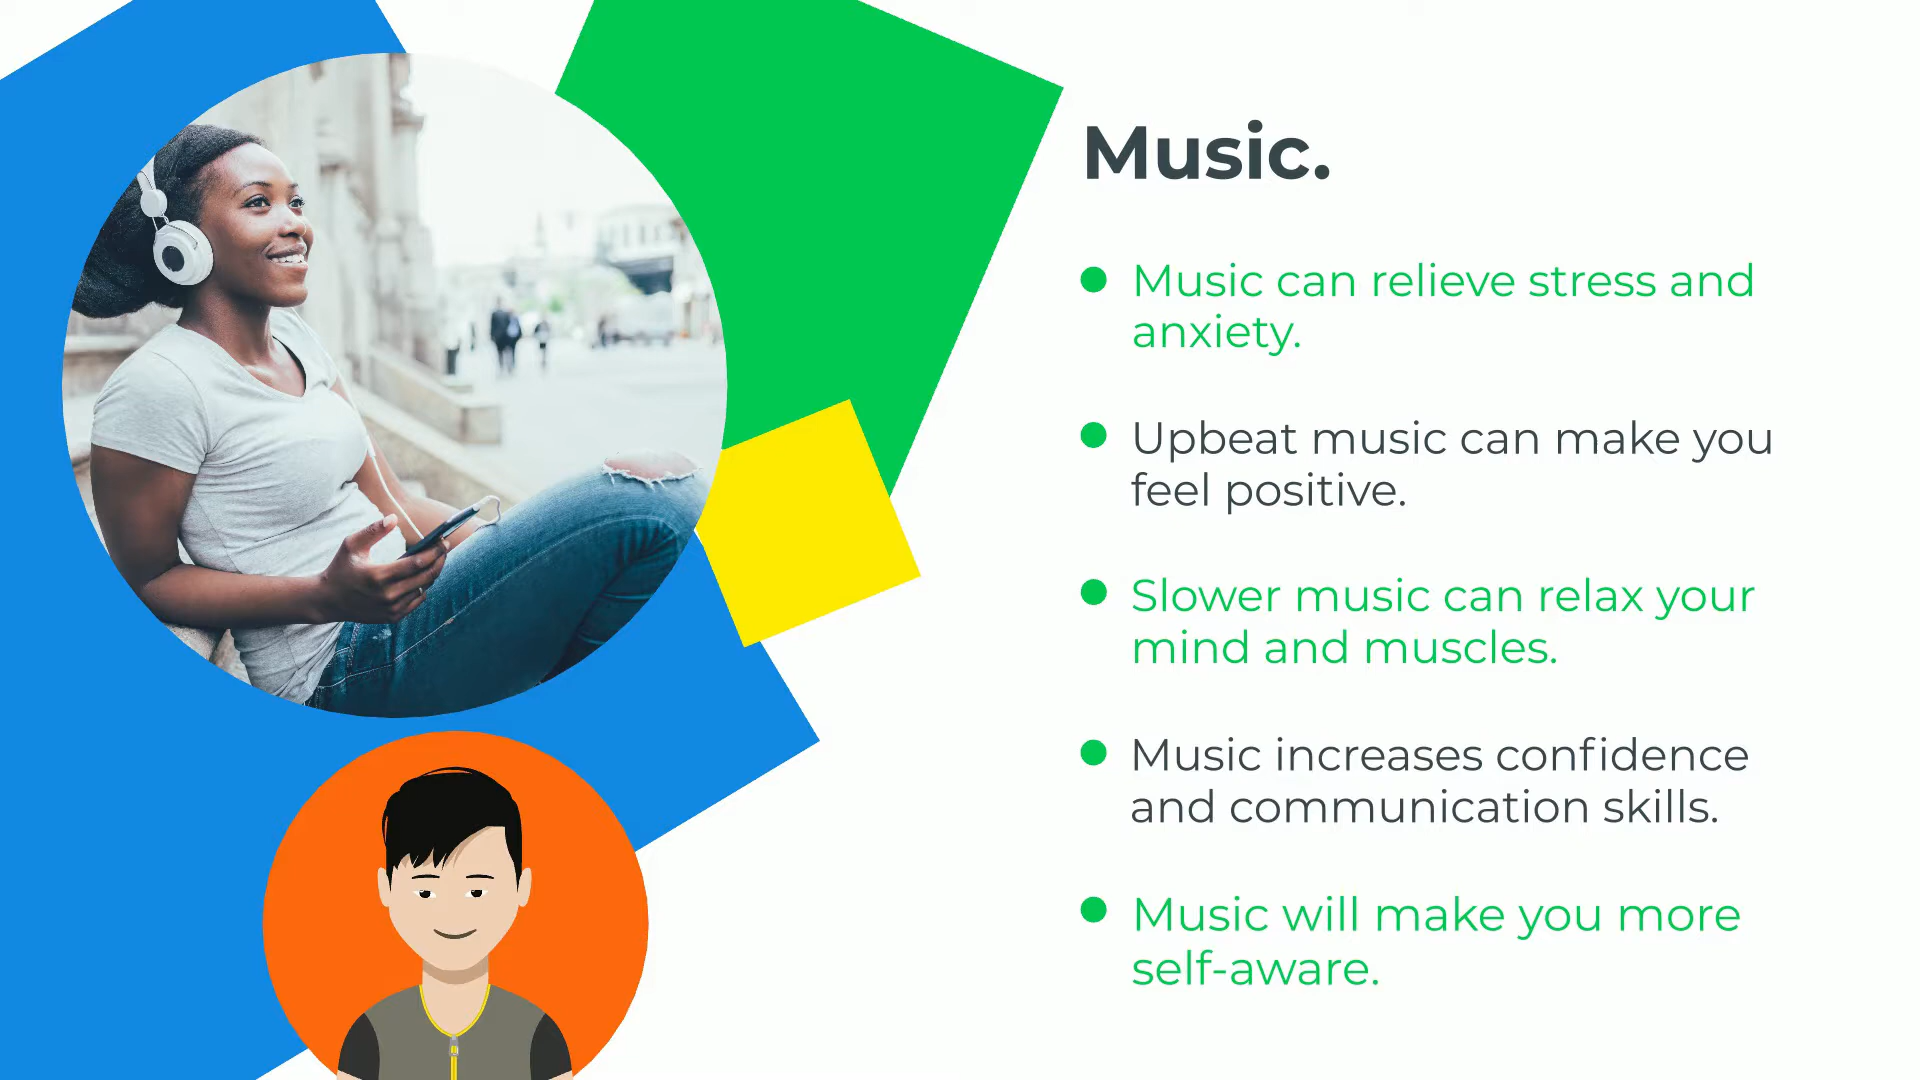 Music.
Music can relieve stress and
anxiety.
Upbeat music can make you
feel positive.
Slower music can relax your
mind and muscles.
Music increases confidence
and communication skills.
Music will make you more
self-aware.